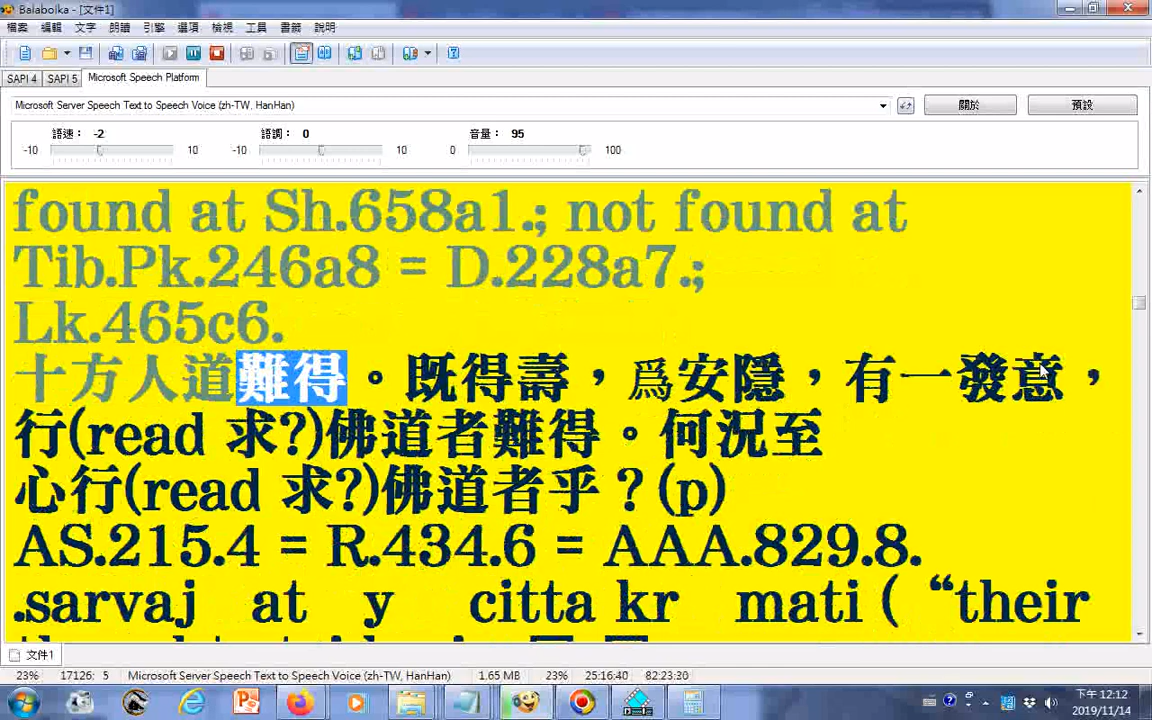 Balabolka - [文件1]
檔案 編輯 文字 朗讀 引擎 選項 檢視 工具 書籤 說明
SAPI 4 SAPI 5 Microsoft Speech Platform
Microsoft Server Speech Text to Speech Voice (zh-TW, HanHan) 關於 預設
語速： -2 語調： 0 音量： 95
-10 10 -10 10 0 100
found at Sh.658a1.; not found at
Tib.Pk.246a8 = D.228a7.;
Lk.465c6.
十方人道難得。既得壽，爲安隱，有一發意，
行(read 求?)佛道者難得。何況至
心行(read 求?)佛道者乎？(p)
AS.215.4 = R.434.6 = AAA.829.8.
.sarvaj at y citta kr mati ( “their
文件1
23% 17126: 5 Microsoft Server Speech Text to Speech Voice (zh-TW, HanHan) 1.65 MB 23% 25:16:40 82:23:30
下午 12:12
2019/11/14